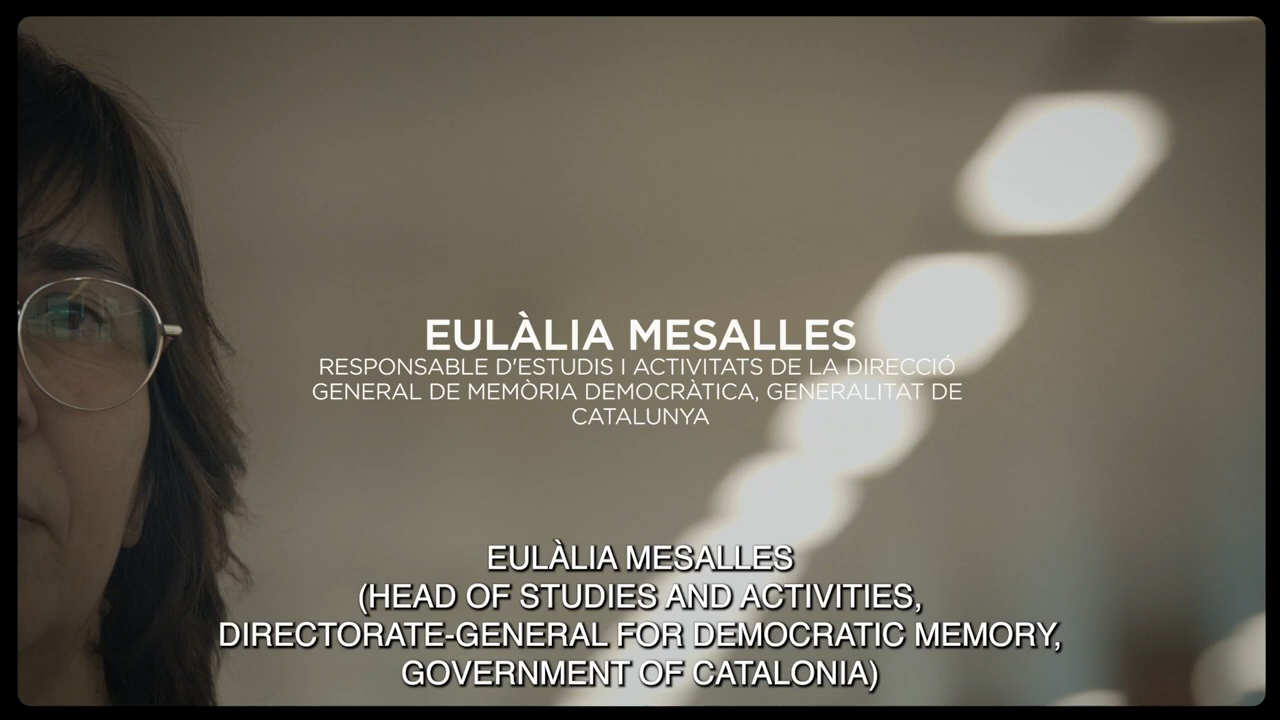 EULÀLIA MESALLES
RESPONSABLE D'ESTUDIS I ACTIVITATS DE LA DIRECCIÓ
GENERAL DE MEMÒRIA DEMOCRÀTICA, GENERALITAT DE
CATALUNYA
EULÀLIA MESALLES
(HEAD OF STUDIES AND ACTIVITIES,
DIRECTORATE-GENERAL FOR DEMOCRATIC MEMORY,
GOVERNMENT OF CATALONIA)